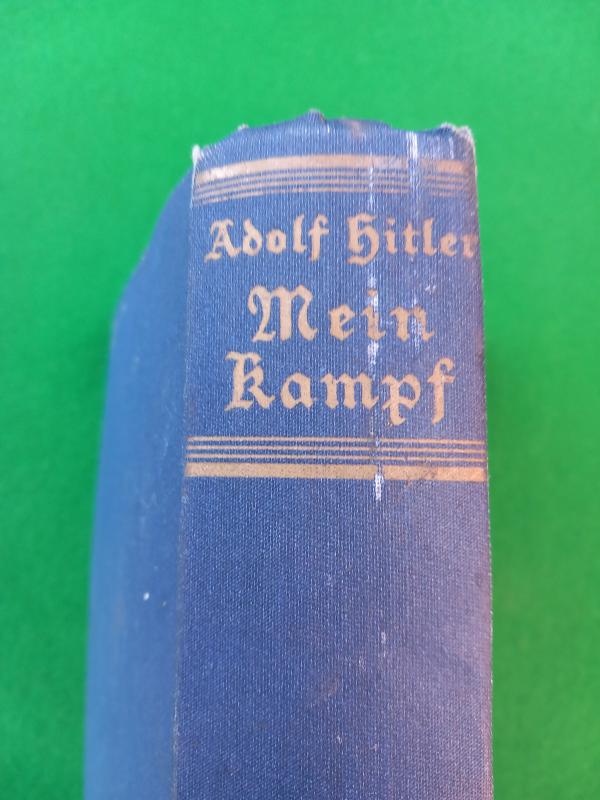 Adolf Hitler
Mein
Kampf